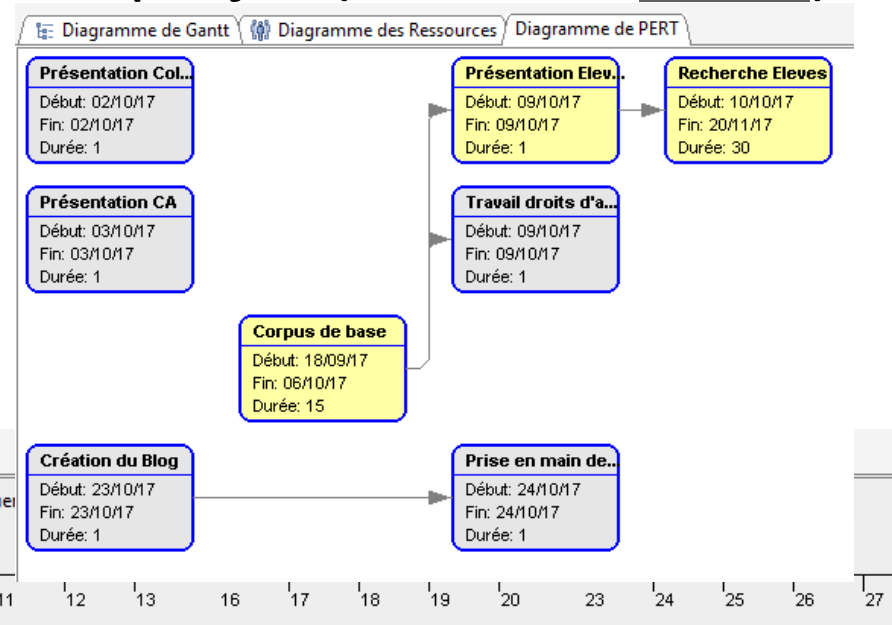 Diagramme de Gantt
Diagramme des Ressources
Diagramme de PERT
Présentation Col...
Début: 02/10/17
Fin: 02/10/17
Durée: 1
Présentation Elev...
Début: 09/10/17
Fin: 09/10/17
Durée: 1
Recherche Eleves
Début: 10/10/17
Fin: 20/11/17
Durée: 30
Présentation CA
Début: 03/10/17
Fin: 03/10/17
Durée: 1
Travail droits d'a...
Début: 09/10/17
Fin: 09/10/17
Durée: 1
Corpus de base
Début: 18/09/17
Fin: 06/10/17
Durée: 15
Création du Blog
Début: 23/10/17
Fin: 23/10/17
Durée: 1
Prise en main de...
Début: 24/10/17
Fin: 24/10/17
Durée: 1
11 12 13 16 17 18 19 20 23 24 25 26 27